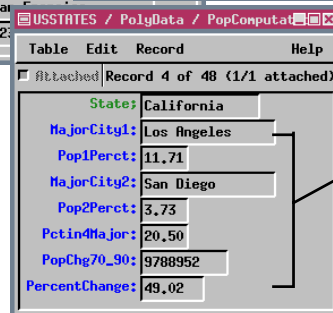 USSTATES / PolyData / PopComputat
Table Edit Record Help
Attached Record 4 of 48 (1/1 attached)
State: California
MajorCity1: Los Angeles
Pop1Perct: 11.71
MajorCity2: San Diego
Pop2Perct: 3.73
Pctin4Major: 20.50
PopChg70_90: 9788952
PercentChange: 49.02